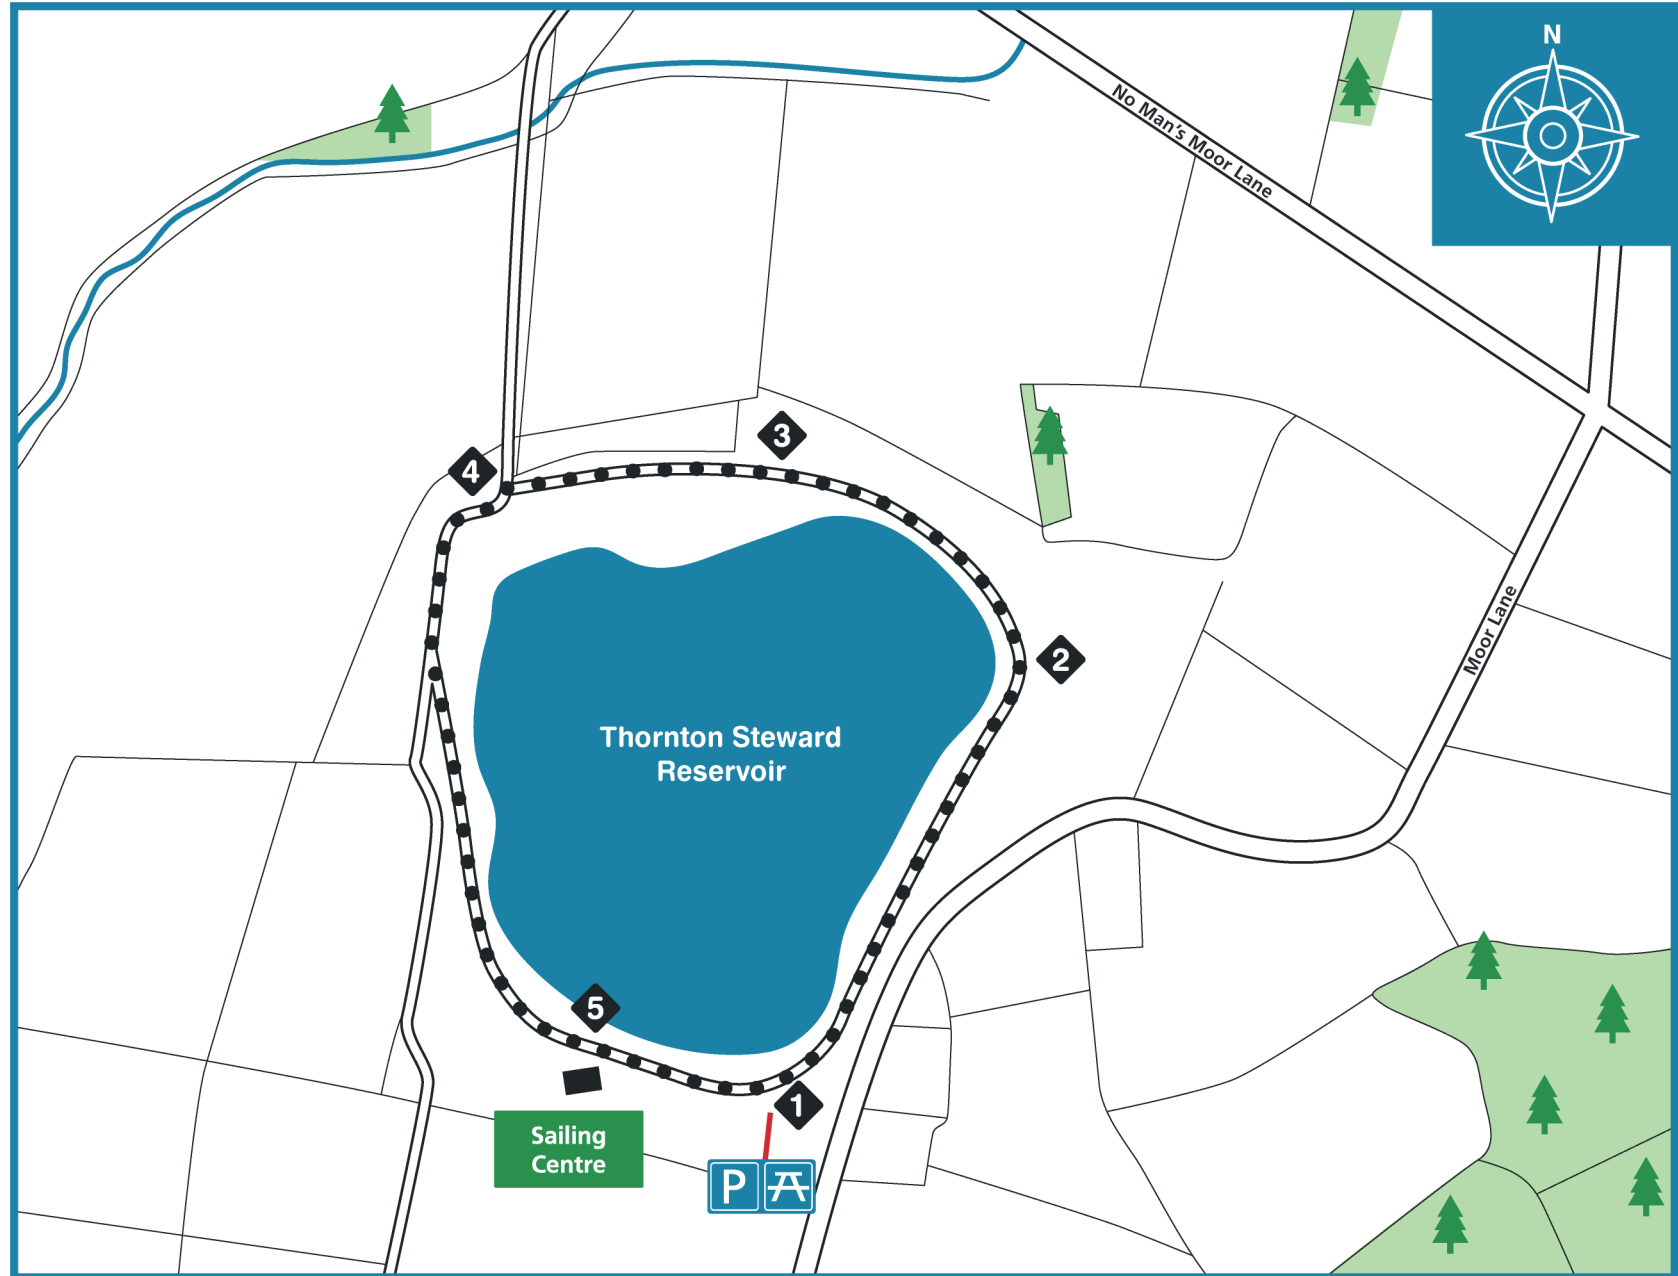 N
No Man's Moor Lane
3
4
Moor Lane
2
Thornton Steward
Reservoir
5
1
Sailing
Centre
P